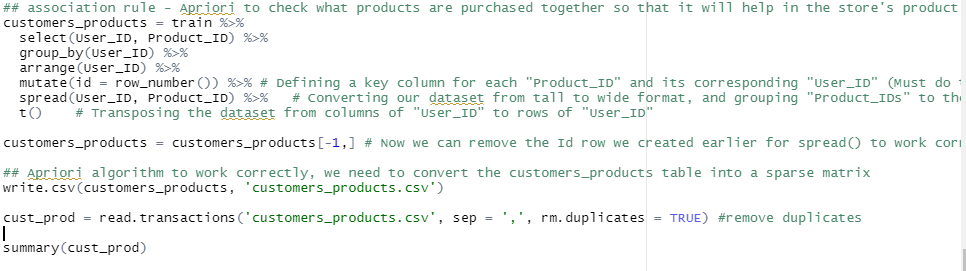 ## association rule - Apriori to check what products are purchased together so that it will help in the store's product
customers_products = train %>%
  select(User_ID, Product_ID) %>%
  group_by(User_ID) %>%
  arrange(User_ID) %>%
  mutate(id = row_number()) %>% # Defining a key column for each "Product_ID" and its corresponding "User_ID" (Must do
  spread(User_ID, Product_ID) %>%   # Converting our dataset from tall to wide format, and grouping "Product_IDs" to
  t()    # Transposing the dataset from columns of "User_ID" to rows of "User_ID"
customers_products = customers_products[-1,] # Now we can remove the Id row we created earlier for spread() to work
## Apriori algorithm to work correctly, we need to convert the customers_products table into a sparse matrix
write.csv(customers_products, 'customers_products.csv')
cust_prod = read.transactions('customers_products.csv', sep = ',', rm.duplicates = TRUE) #remove duplicates
summary(cust_prod)